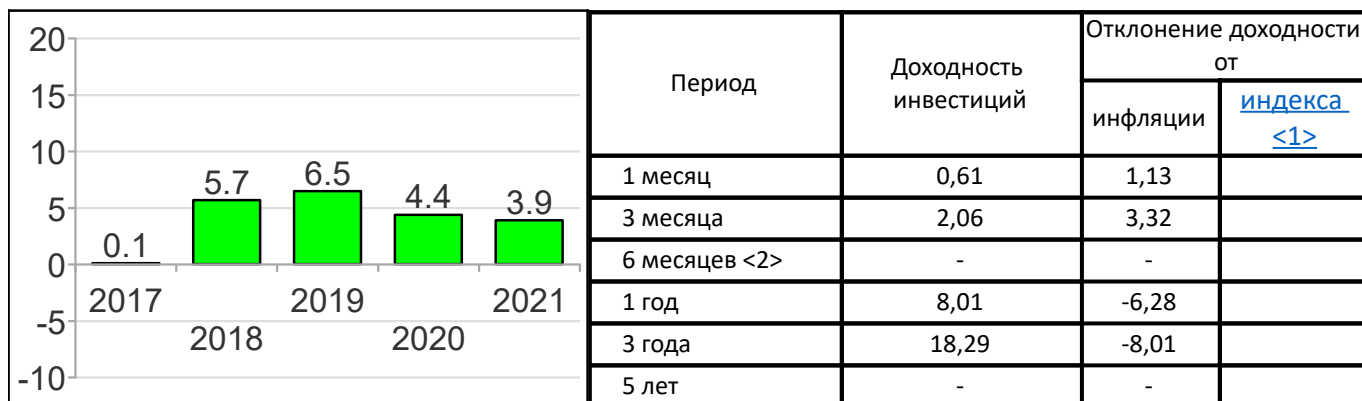 20
15
10
5
0
-5
-10
0.1
5.7
6.5
4.4
3.9
2017
2018
2019
2020
2021
Период
Доходность
инвестиций
Отклонение доходности
от
инфляции
индекса
<1>
1 месяц 0,61 1,13
3 месяца 2,06 3,32
6 месяцев <2> - -
1 год 8,01 -6,28
3 года 18,29 -8,01
5 лет - -